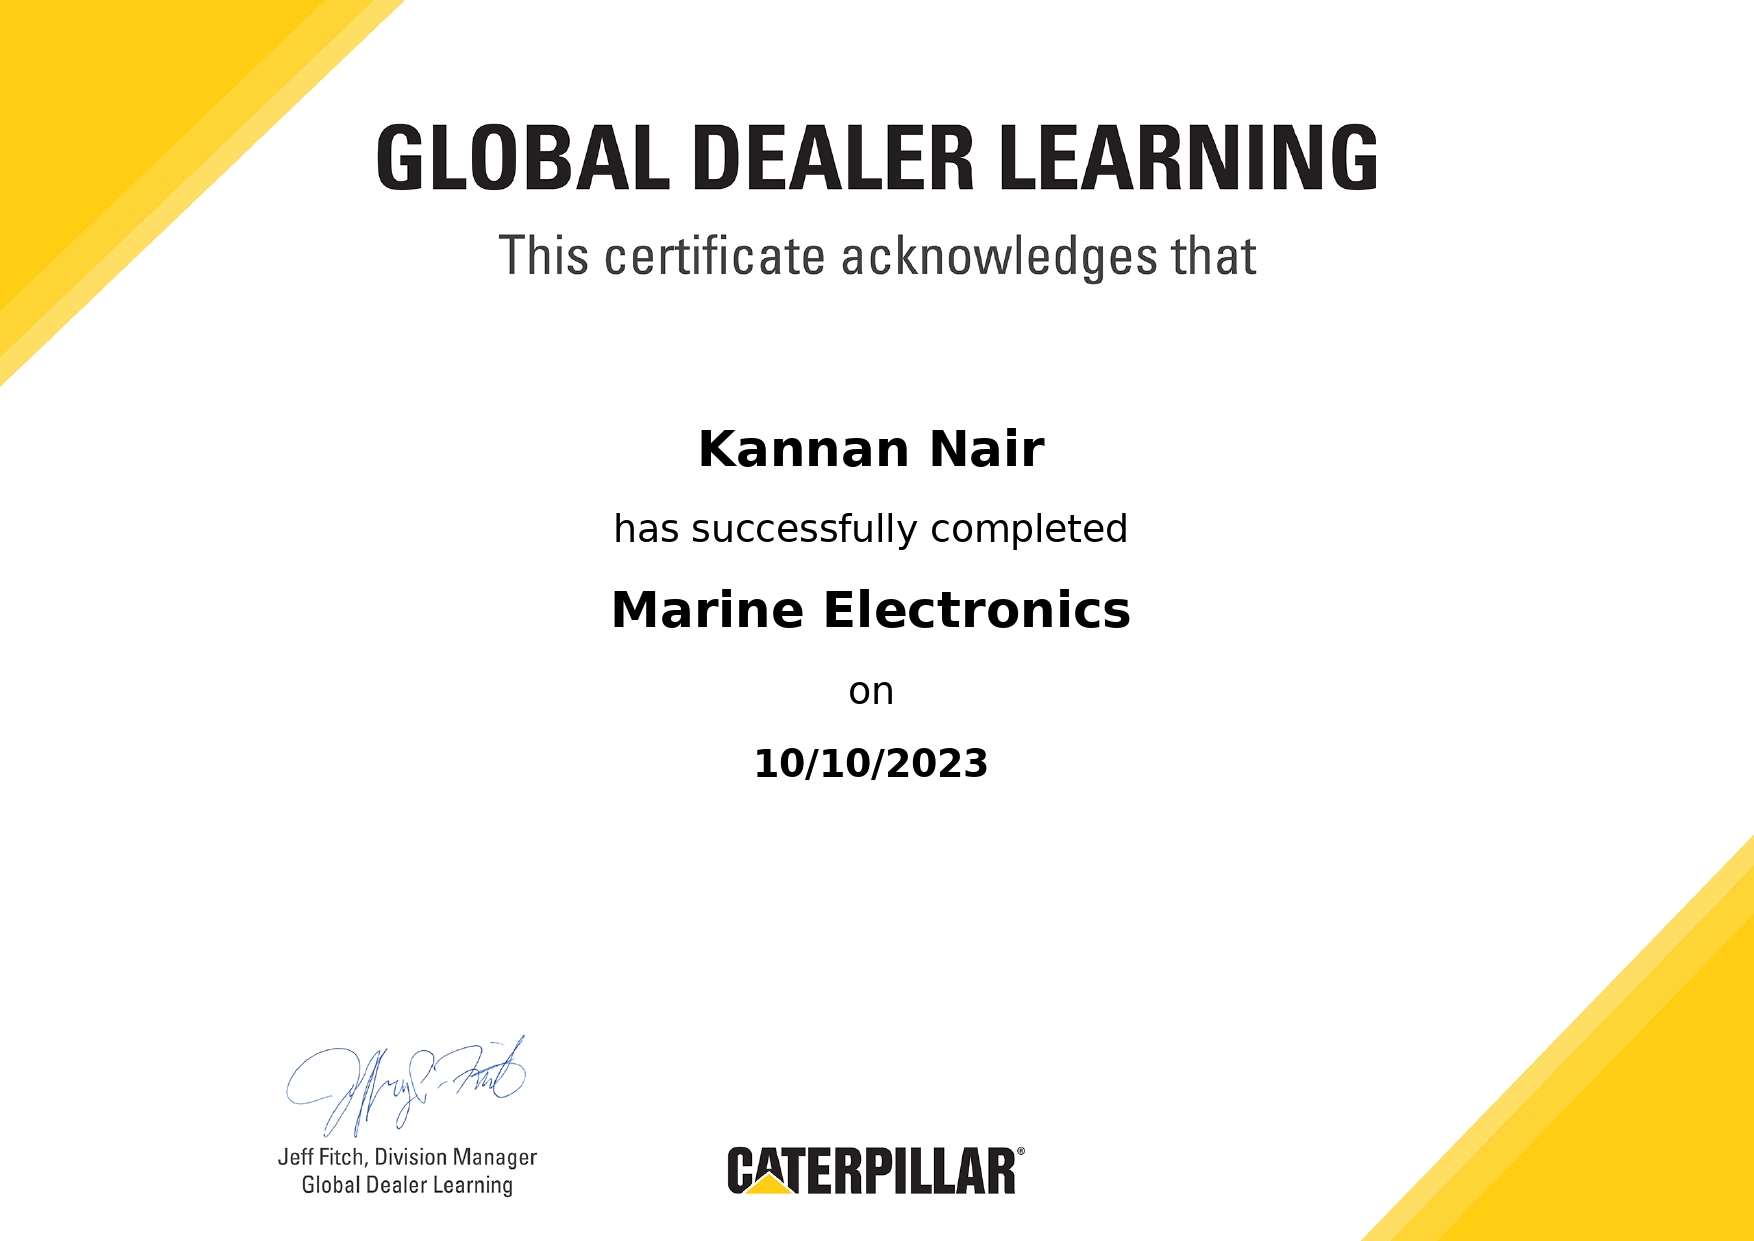 GLOBAL DEALER LEARNING
This certificate acknowledges that
Kannan Nair
has successfully completed
Marine Electronics
on
10/10/2023
Jeff Fitch, Division Manager
Global Dealer Learning
CATERPILLAR®